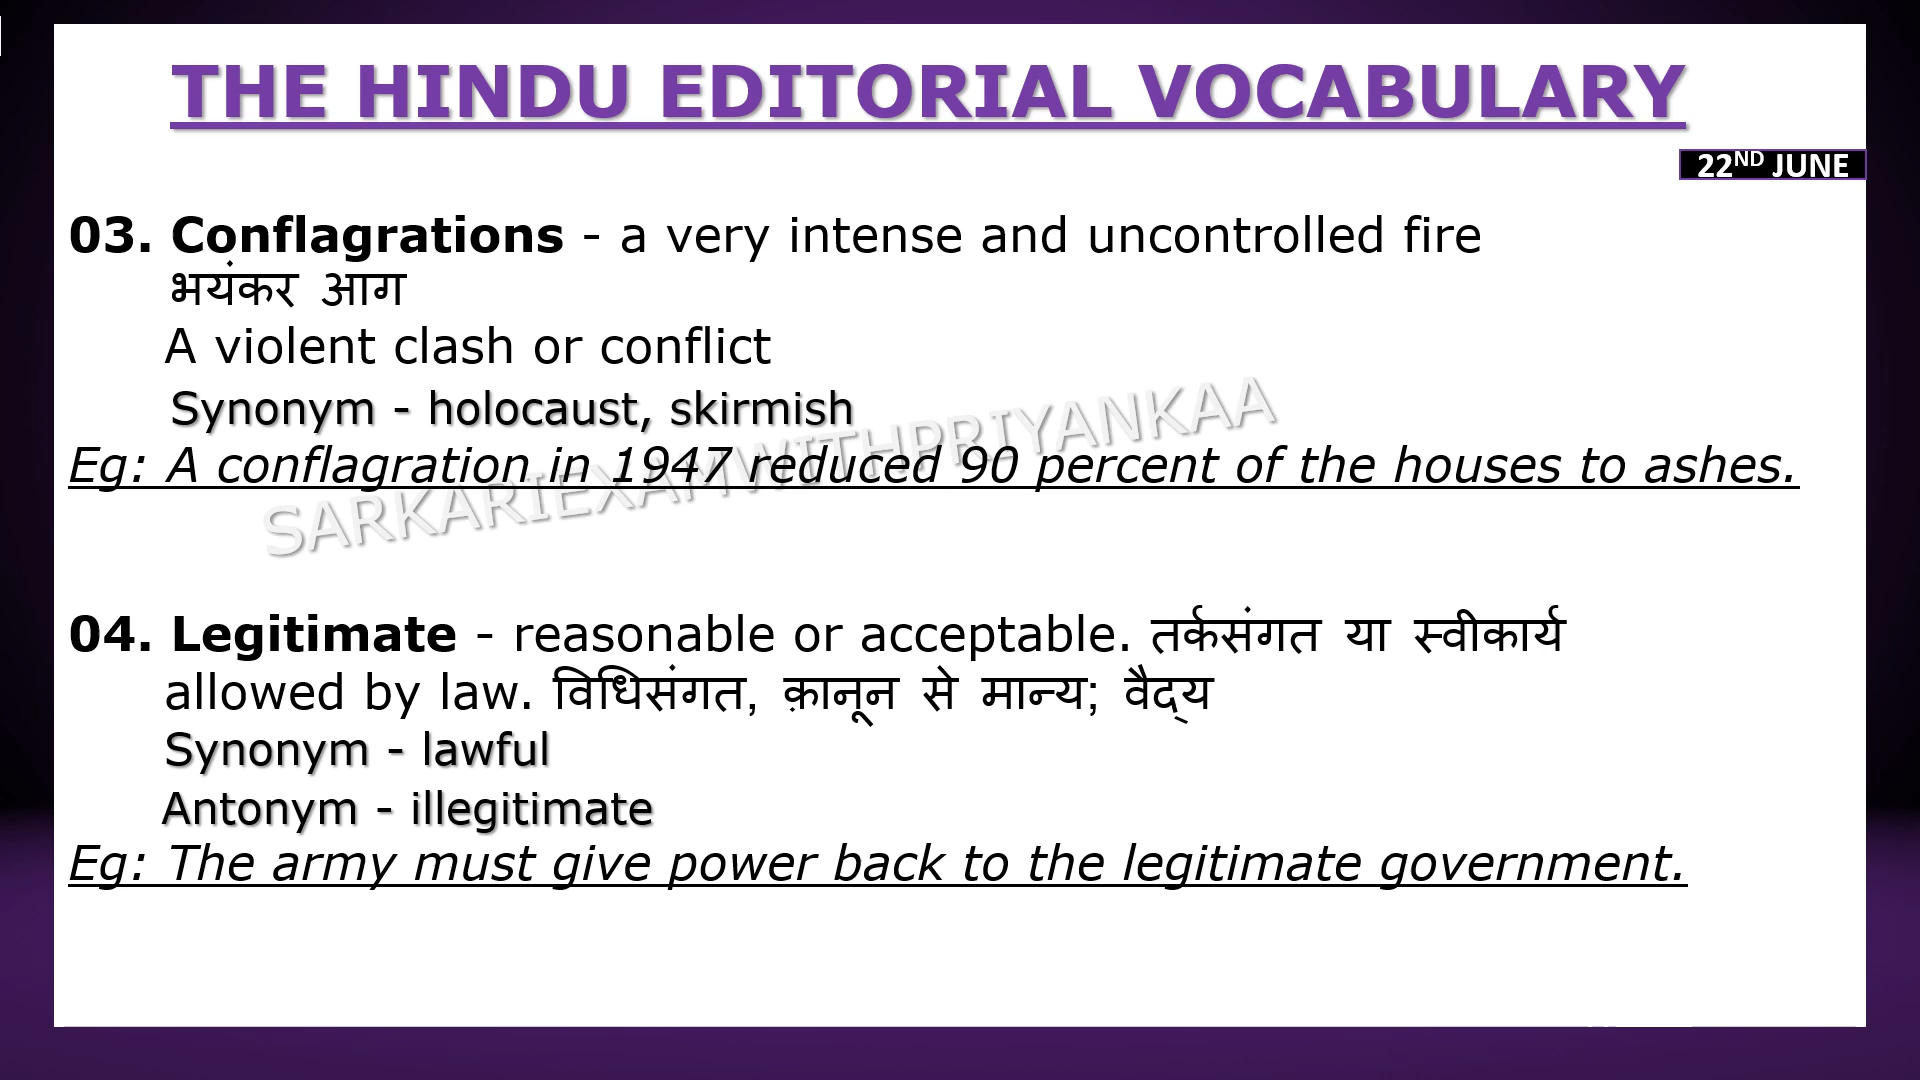 THE HINDU EDITORIAL VOCABULARY
22ND JUNE
03. Conflagrations - a very intense and uncontrolled fire
भयंकर आग
A violent clash or conflict
Synonym - holocaust, skirmish
Eg: A conflagration in 1947 reduced 90 percent of the houses to ashes.
SARKARIEXAMWITHPRIYANKAA
04. Legitimate - reasonable or acceptable. तर्कसंगत या स्वीकार्य
allowed by law. विधिसंगत, क़ानून से मान्य; वैद्‌य
Synonym - lawful
Antonym - illegitimate
Eg: The army must give power back to the legitimate government.